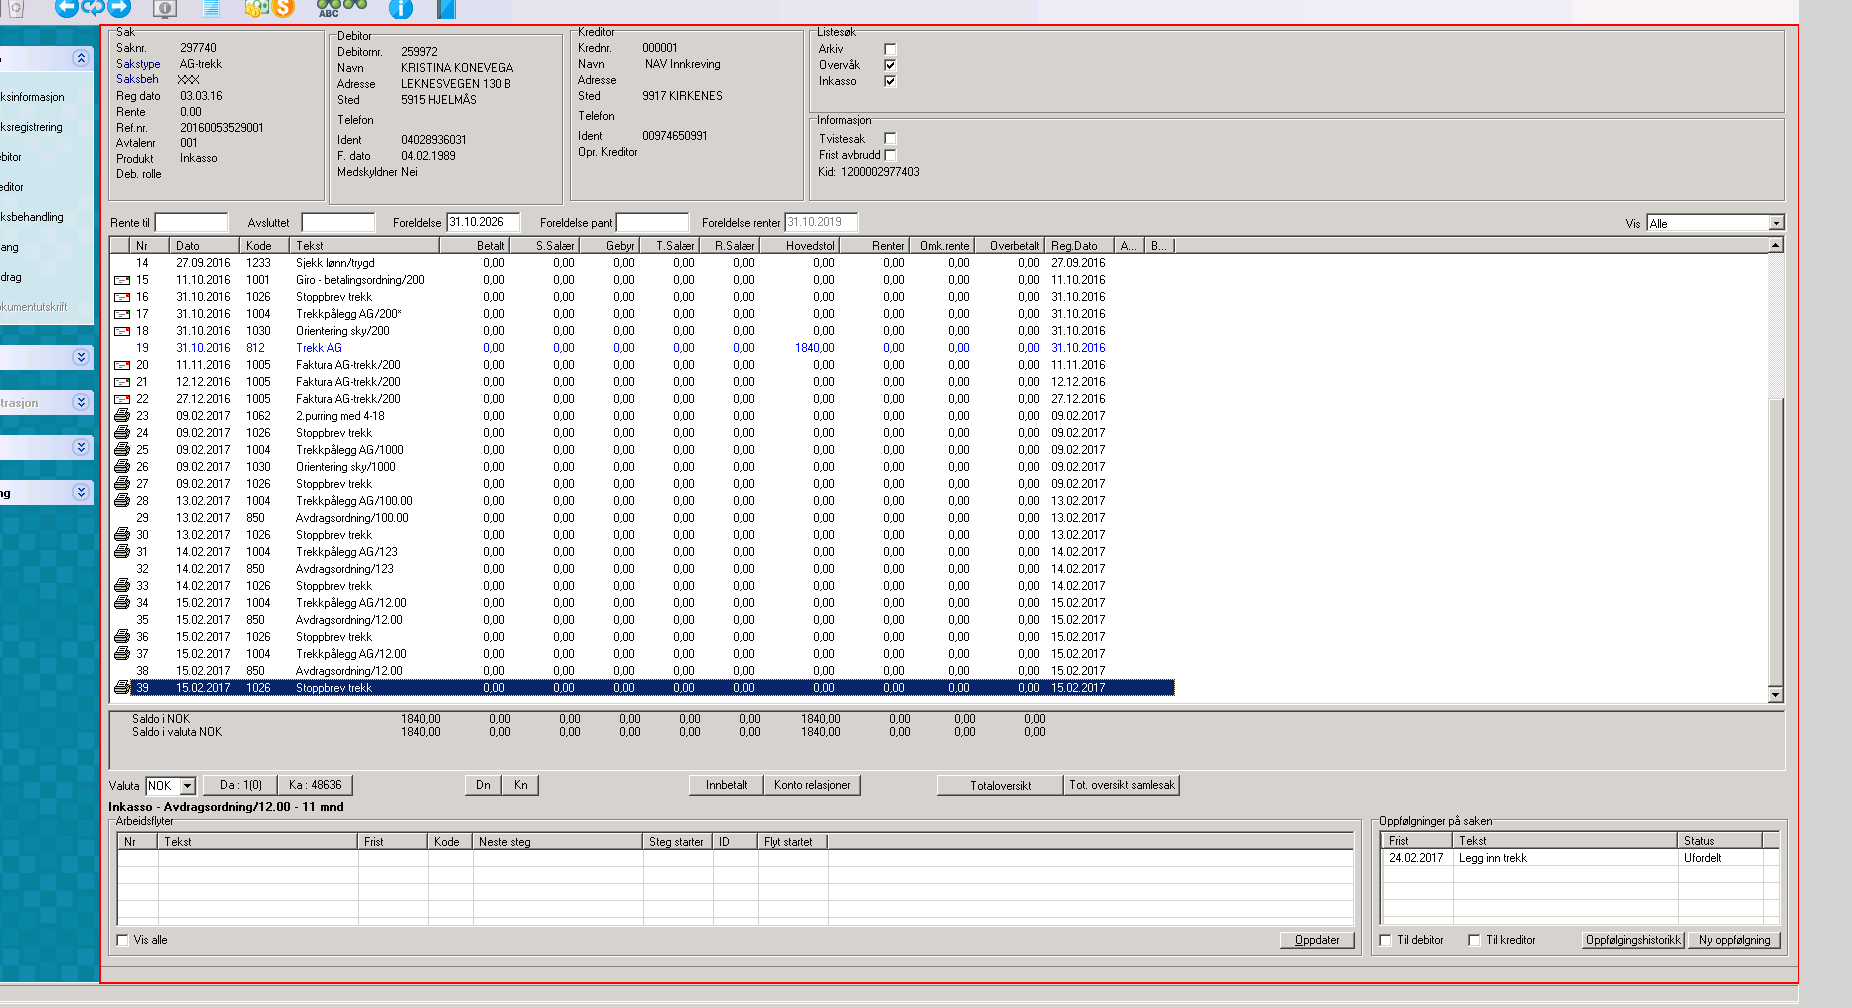 ABC
ksinformasjon
ksregistrering
ebitor
editor
ksbehandling
ang
drag
kumentutskrift
trasjon
ng
Sak
Saksnr. 297740
Sakstype AG-trekk
Saksbeh XXX
Reg dato 03.03.16
Rente 0.00
Ref.nr. 20160053529001
Avtalenr 001
Produkt Inkasso
Deb. rolle
Debitor
Debitornr. 259972
Navn KRISTINA KONEVEGA
Adresse LEKNESVEGEN 130 B
Sted 5915 HJELMÅS
Telefon
Ident 04028936031
F. dato 04.02.1989
Medskyldner Nei
Kreditor
Krednr. 000001
Navn NAV Innkreving
Adresse
Sted 9917 KIRKENES
Telefon
Ident 00974650991
Opr. Kreditor
Listesøk
Arkiv
Overvåk
Inkasso
Informasjon
Tvistesak
Frist avbrudd
Kid: 1200002977403
Rente til Avsluttet Foreldelse 31.10.2026 Foreldelse pant Foreldelse renter 31.10.2019 Vis Alle
Nr Dato Kode Tekst Betalt S.Salær Gebyr T.Salær R.Salær Hovedstol Renter Omk.rente Overbetalt Reg.Dato A... B...
14 27.09.2016 1233 Sjekk lønn/trygd 0,00 0,00 0,00 0,00 0,00 0,00 0,00 0,00 0,00 27.09.2016
15 11.10.2016 1001 Giro - betalingsordning/200 0,00 0,00 0,00 0,00 0,00 0,00 0,00 0,00 0,00 11.10.2016
16 31.10.2016 1026 Stoppbrev trekk 0,00 0,00 0,00 0,00 0,00 0,00 0,00 0,00 0,00 31.10.2016
17 31.10.2016 1004 Trekkpålegg AG/200* 0,00 0,00 0,00 0,00 0,00 0,00 0,00 0,00 0,00 31.10.2016
18 31.10.2016 1030 Orientering sky/200 0,00 0,00 0,00 0,00 0,00 0,00 0,00 0,00 0,00 31.10.2016
19 31.10.2016 812 Trekk AG 0,00 0,00 0,00 0,00 0,00 1840,00 0,00 0,00 0,00 31.10.2016
20 11.11.2016 1005 Faktura AG-trekk/200 0,00 0,00 0,00 0,00 0,00 0,00 0,00 0,00 0,00 11.11.2016
21 12.12.2016 1005 Faktura AG-trekk/200 0,00 0,00 0,00 0,00 0,00 0,00 0,00 0,00 0,00 12.12.2016
22 27.12.2016 1005 Faktura AG-trekk/200 0,00 0,00 0,00 0,00 0,00 0,00 0,00 0,00 0,00 27.12.2016
23 09.02.2017 1062 2.purring med 4-18 0,00 0,00 0,00 0,00 0,00 0,00 0,00 0,00 0,00 09.02.2017
24 09.02.2017 1026 Stoppbrev trekk 0,00 0,00 0,00 0,00 0,00 0,00 0,00 0,00 0,00 09.02.2017
25 09.02.2017 1004 Trekkpålegg AG/1000 0,00 0,00 0,00 0,00 0,00 0,00 0,00 0,00 0,00 09.02.2017
26 09.02.2017 1030 Orientering sky/1000 0,00 0,00 0,00 0,00 0,00 0,00 0,00 0,00 0,00 09.02.2017
27 09.02.2017 1026 Stoppbrev trekk 0,00 0,00 0,00 0,00 0,00 0,00 0,00 0,00 0,00 09.02.2017
28 13.02.2017 1004 Trekkpålegg AG/100.00 0,00 0,00 0,00 0,00 0,00 0,00 0,00 0,00 0,00 13.02.2017
29 13.02.2017 850 Avdragsordning/100.00 0,00 0,00 0,00 0,00 0,00 0,00 0,00 0,00 0,00 13.02.2017
30 13.02.2017 1026 Stoppbrev trekk 0,00 0,00 0,00 0,00 0,00 0,00 0,00 0,00 0,00 13.02.2017
31 14.02.2017 1004 Trekkpålegg AG/123 0,00 0,00 0,00 0,00 0,00 0,00 0,00 0,00 0,00 14.02.2017
32 14.02.2017 850 Avdragsordning/123 0,00 0,00 0,00 0,00 0,00 0,00 0,00 0,00 0,00 14.02.2017
33 14.02.2017 1026 Stoppbrev trekk 0,00 0,00 0,00 0,00 0,00 0,00 0,00 0,00 0,00 14.02.2017
34 15.02.2017 1004 Trekkpålegg AG/12.00 0,00 0,00 0,00 0,00 0,00 0,00 0,00 0,00 0,00 15.02.2017
35 15.02.2017 850 Avdragsordning/12.00 0,00 0,00 0,00 0,00 0,00 0,00 0,00 0,00 0,00 15.02.2017
36 15.02.2017 1026 Stoppbrev trekk 0,00 0,00 0,00 0,00 0,00 0,00 0,00 0,00 0,00 15.02.2017
37 15.02.2017 1004 Trekkpålegg AG/12.00 0,00 0,00 0,00 0,00 0,00 0,00 0,00 0,00 0,00 15.02.2017
38 15.02.2017 850 Avdragsordning/12.00 0,00 0,00 0,00 0,00 0,00 0,00 0,00 0,00 0,00 15.02.2017
39 15.02.2017 1026 Stoppbrev trekk 0,00 0,00 0,00 0,00 0,00 0,00 0,00 0,00 0,00 15.02.2017
Saldo i NOK 1840,00 0,00 0,00 0,00 0,00 0,00 1840,00 0,00 0,00 0,00
Saldo i valuta NOK 1840,00 0,00 0,00 0,00 0,00 0,00 1840,00 0,00 0,00 0,00
Valuta NOK Da : 1(0) Ka : 48636 Dn Kn Innbetalt Konto relasjoner Totaloversikt Tot. oversikt samlesak
Inkasso - Avdragsordning/12.00 - 11 mnd
Arbeidsflyter
Nr Tekst Frist Kode Neste steg Steg starter ID Flyt startet
Vis alle Oppdater
Oppfølgninger på saken
Frist Tekst Status
24.02.2017 Legg inn trekk Ufordelt
Til debitor Til kreditor Oppfølgingshistorikk Ny oppfølgning